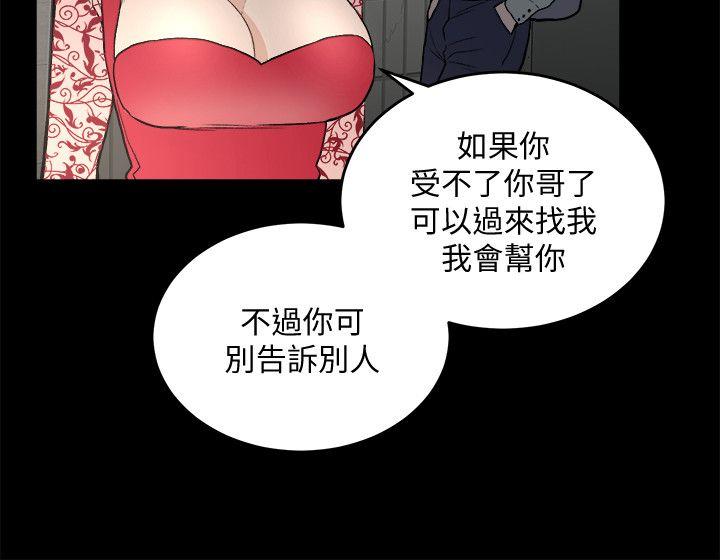 如果你
受不了你哥了
可以過來找我
我會幫你
不過你可
別告訴別人